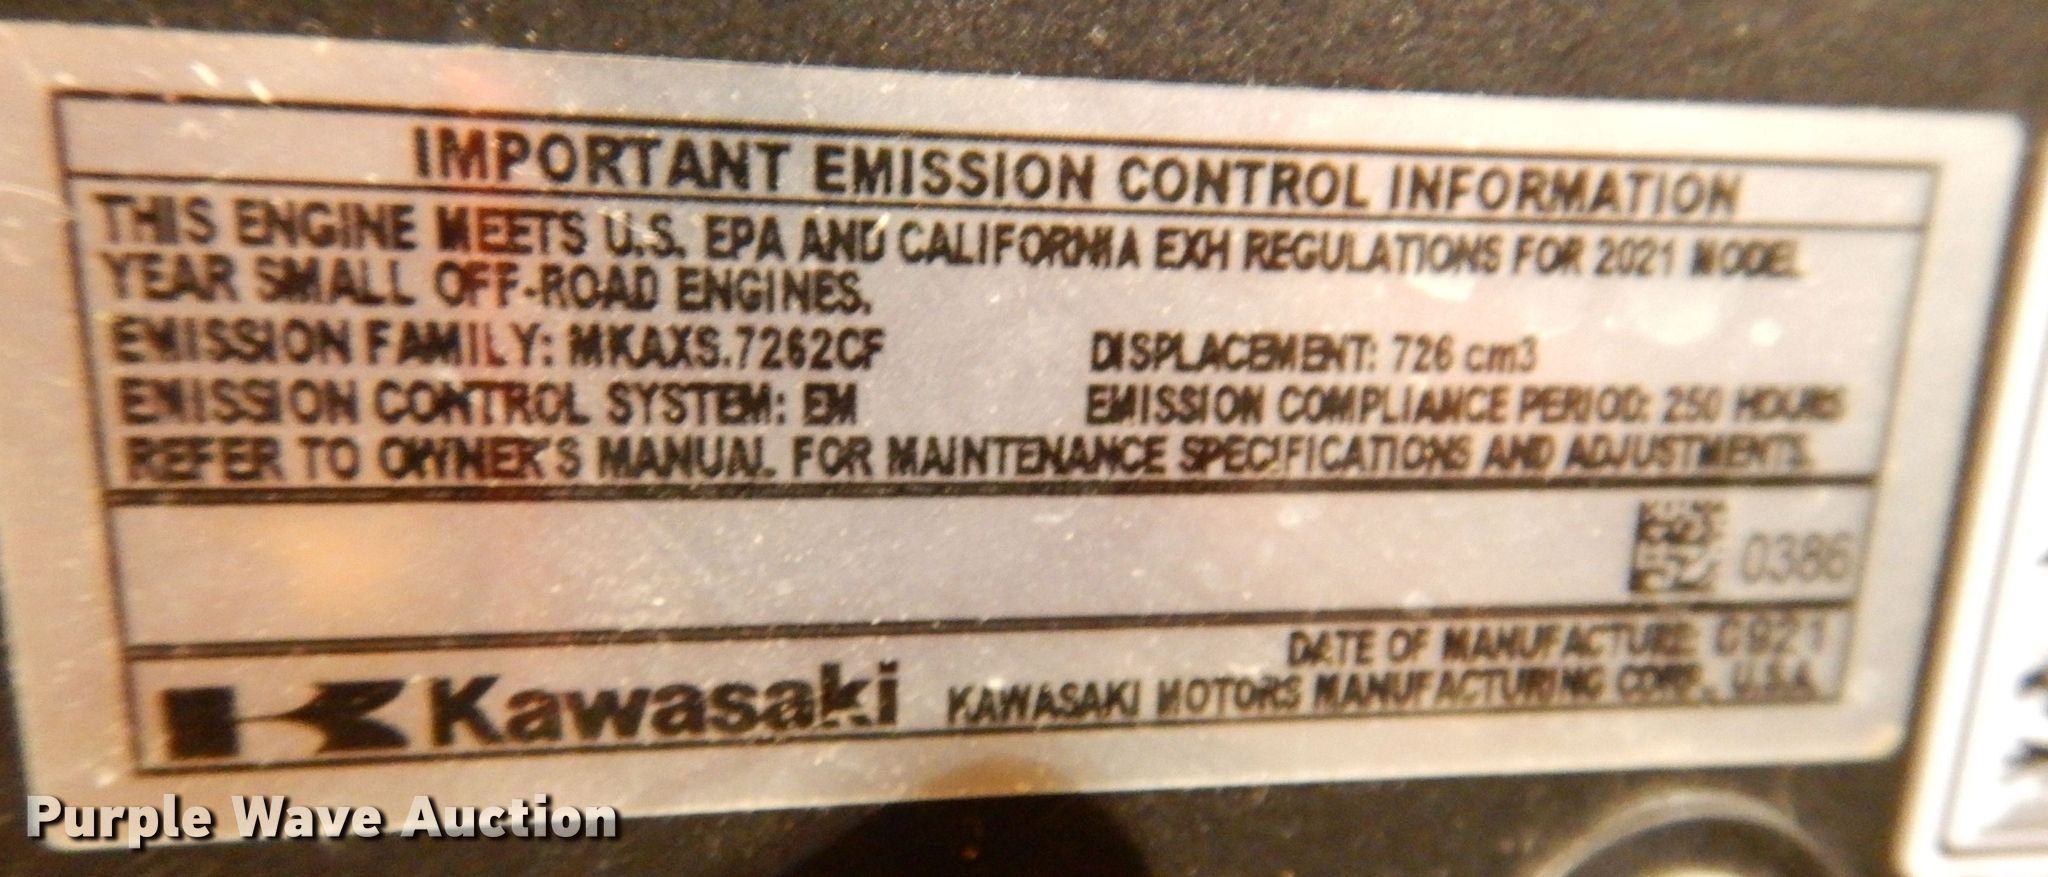 IMPORTANT EMISSION CONTROL INFORMATION
THIS ENGINE MEETS U.S. EPA AND CALIFORNIA EXH REGULATIONS FOR 2021 MODEL
YEAR SMALL OFF-ROAD ENGINES.
EMISSION FAMILY: MKAXS.7262CF DISPLACEMENT: 726 cm3
EMISSION CONTROL SYSTEM: EM EMISSION COMPLIANCE PERIOD: 250 HOURS
REFER TO OWNER'S MANUAL FOR MAINTENANCE SPECIFICATIONS AND ADJUSTMENTS.
0386
DATE OF MANUFACTURE
Kawasaki KAWASAKI MOTORS MANUFACTURING CORP., U.S.A.
Purple Wave Auction